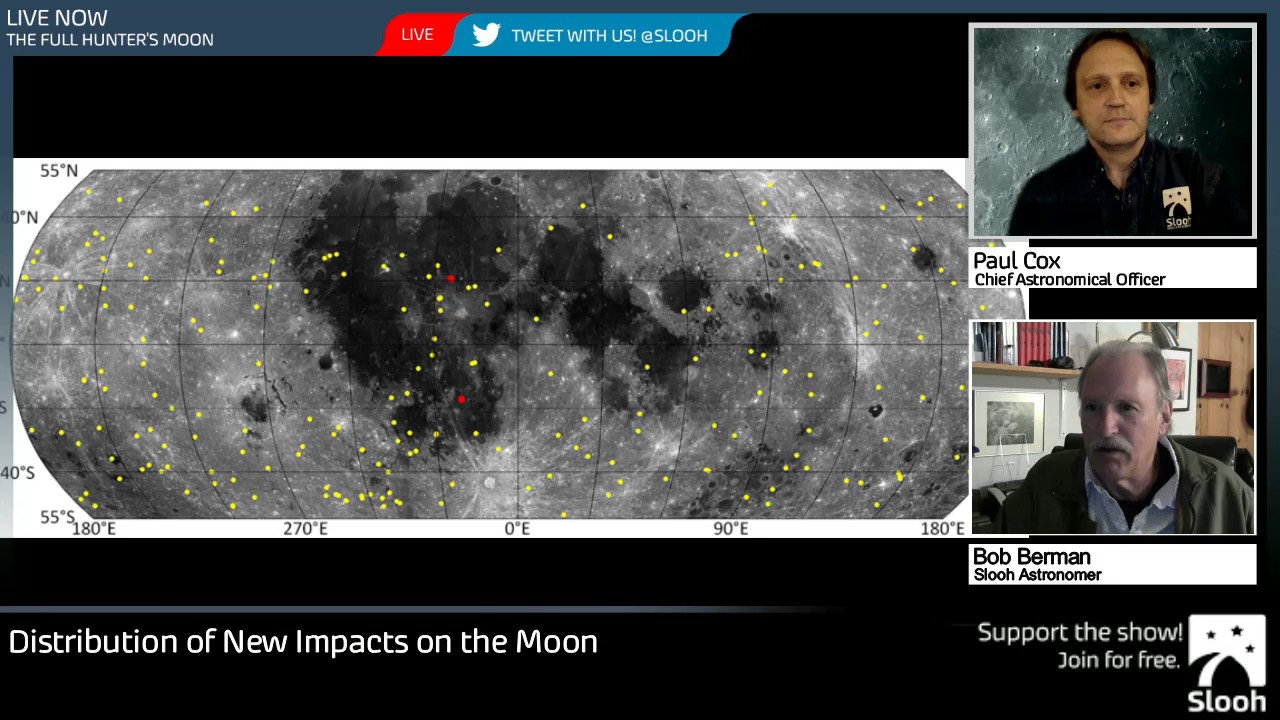 LIVE NOW
THE FULL HUNTER'S MOON
LIVE
TWEET WITH US! @SLOOH
55°N
0°N
N
°
S
40°S
55°S
180°E
270°E
0°E
90°E
180°E
Slooh
Paul Cox
Chief Astronomical Officer
Bob Berman
Slooh Astronomer
Distribution of New Impacts on the Moon
Support the show!
Join for free.
Slooh